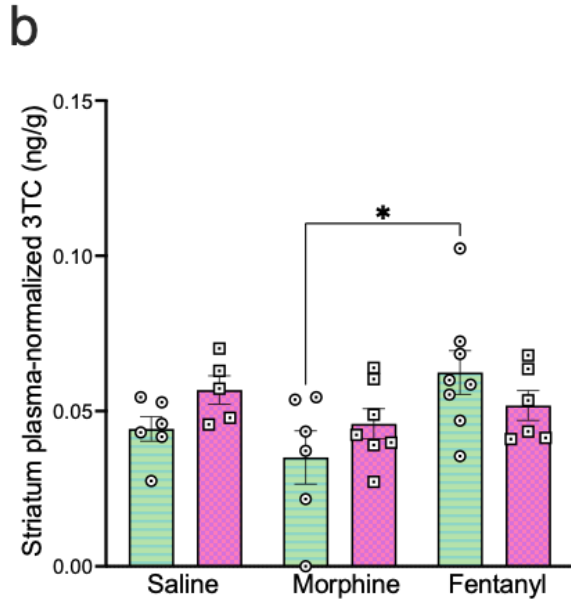 b
Striatum plasma-normalized 3TC (ng/g)
0.15
0.10
0.05
0.00
*
Saline Morphine Fentanyl